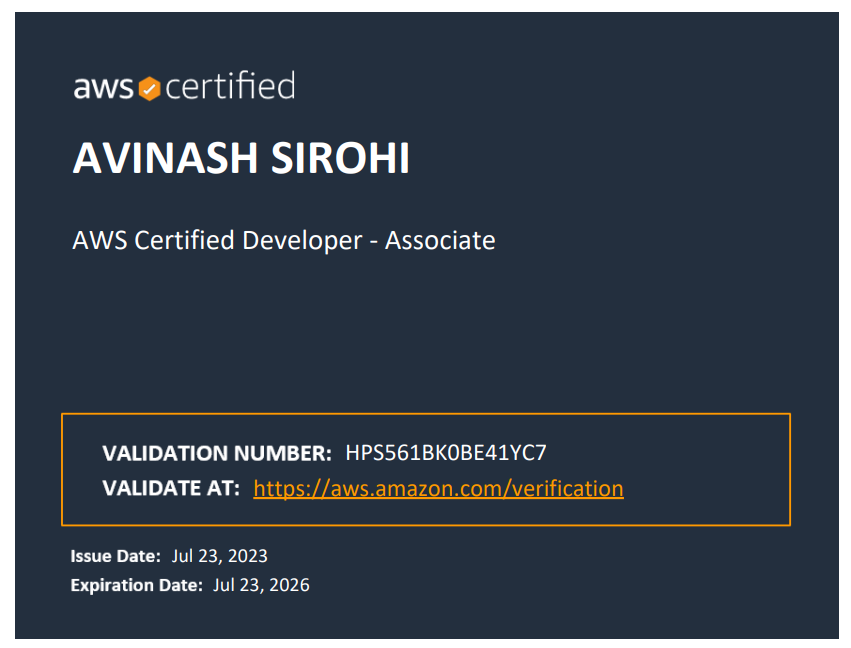 aws certified
AVINASH SIROHI
AWS Certified Developer - Associate
VALIDATION NUMBER: HPS561BK0BE41YC7
VALIDATE AT: https://aws.amazon.com/verification
Issue Date: Jul 23, 2023
Expiration Date: Jul 23, 2026